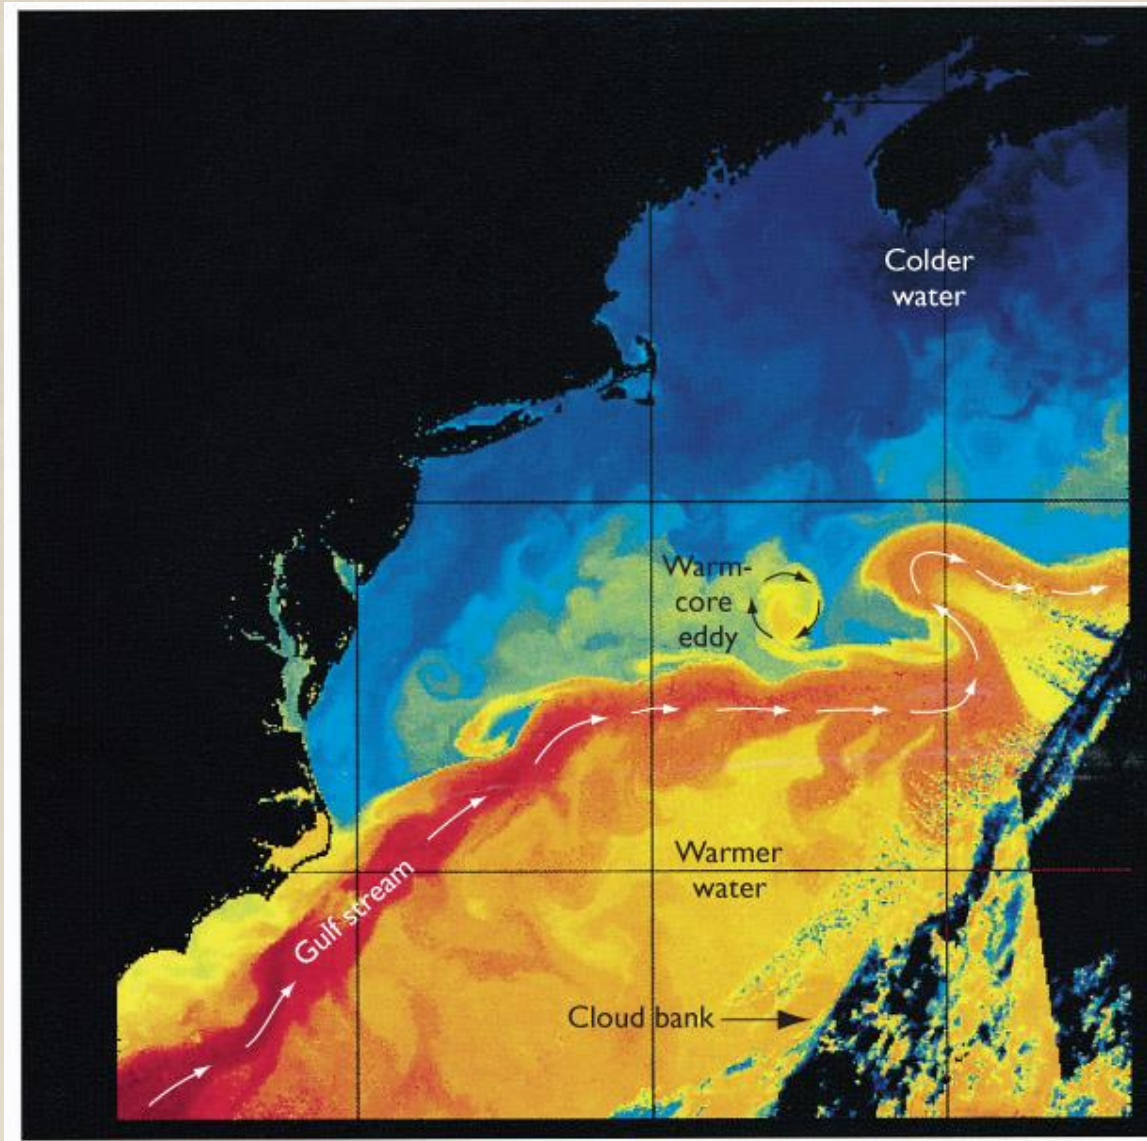 Colder
water
Warm-
core
eddy
Warmer
water
Gulf stream
Cloud bank